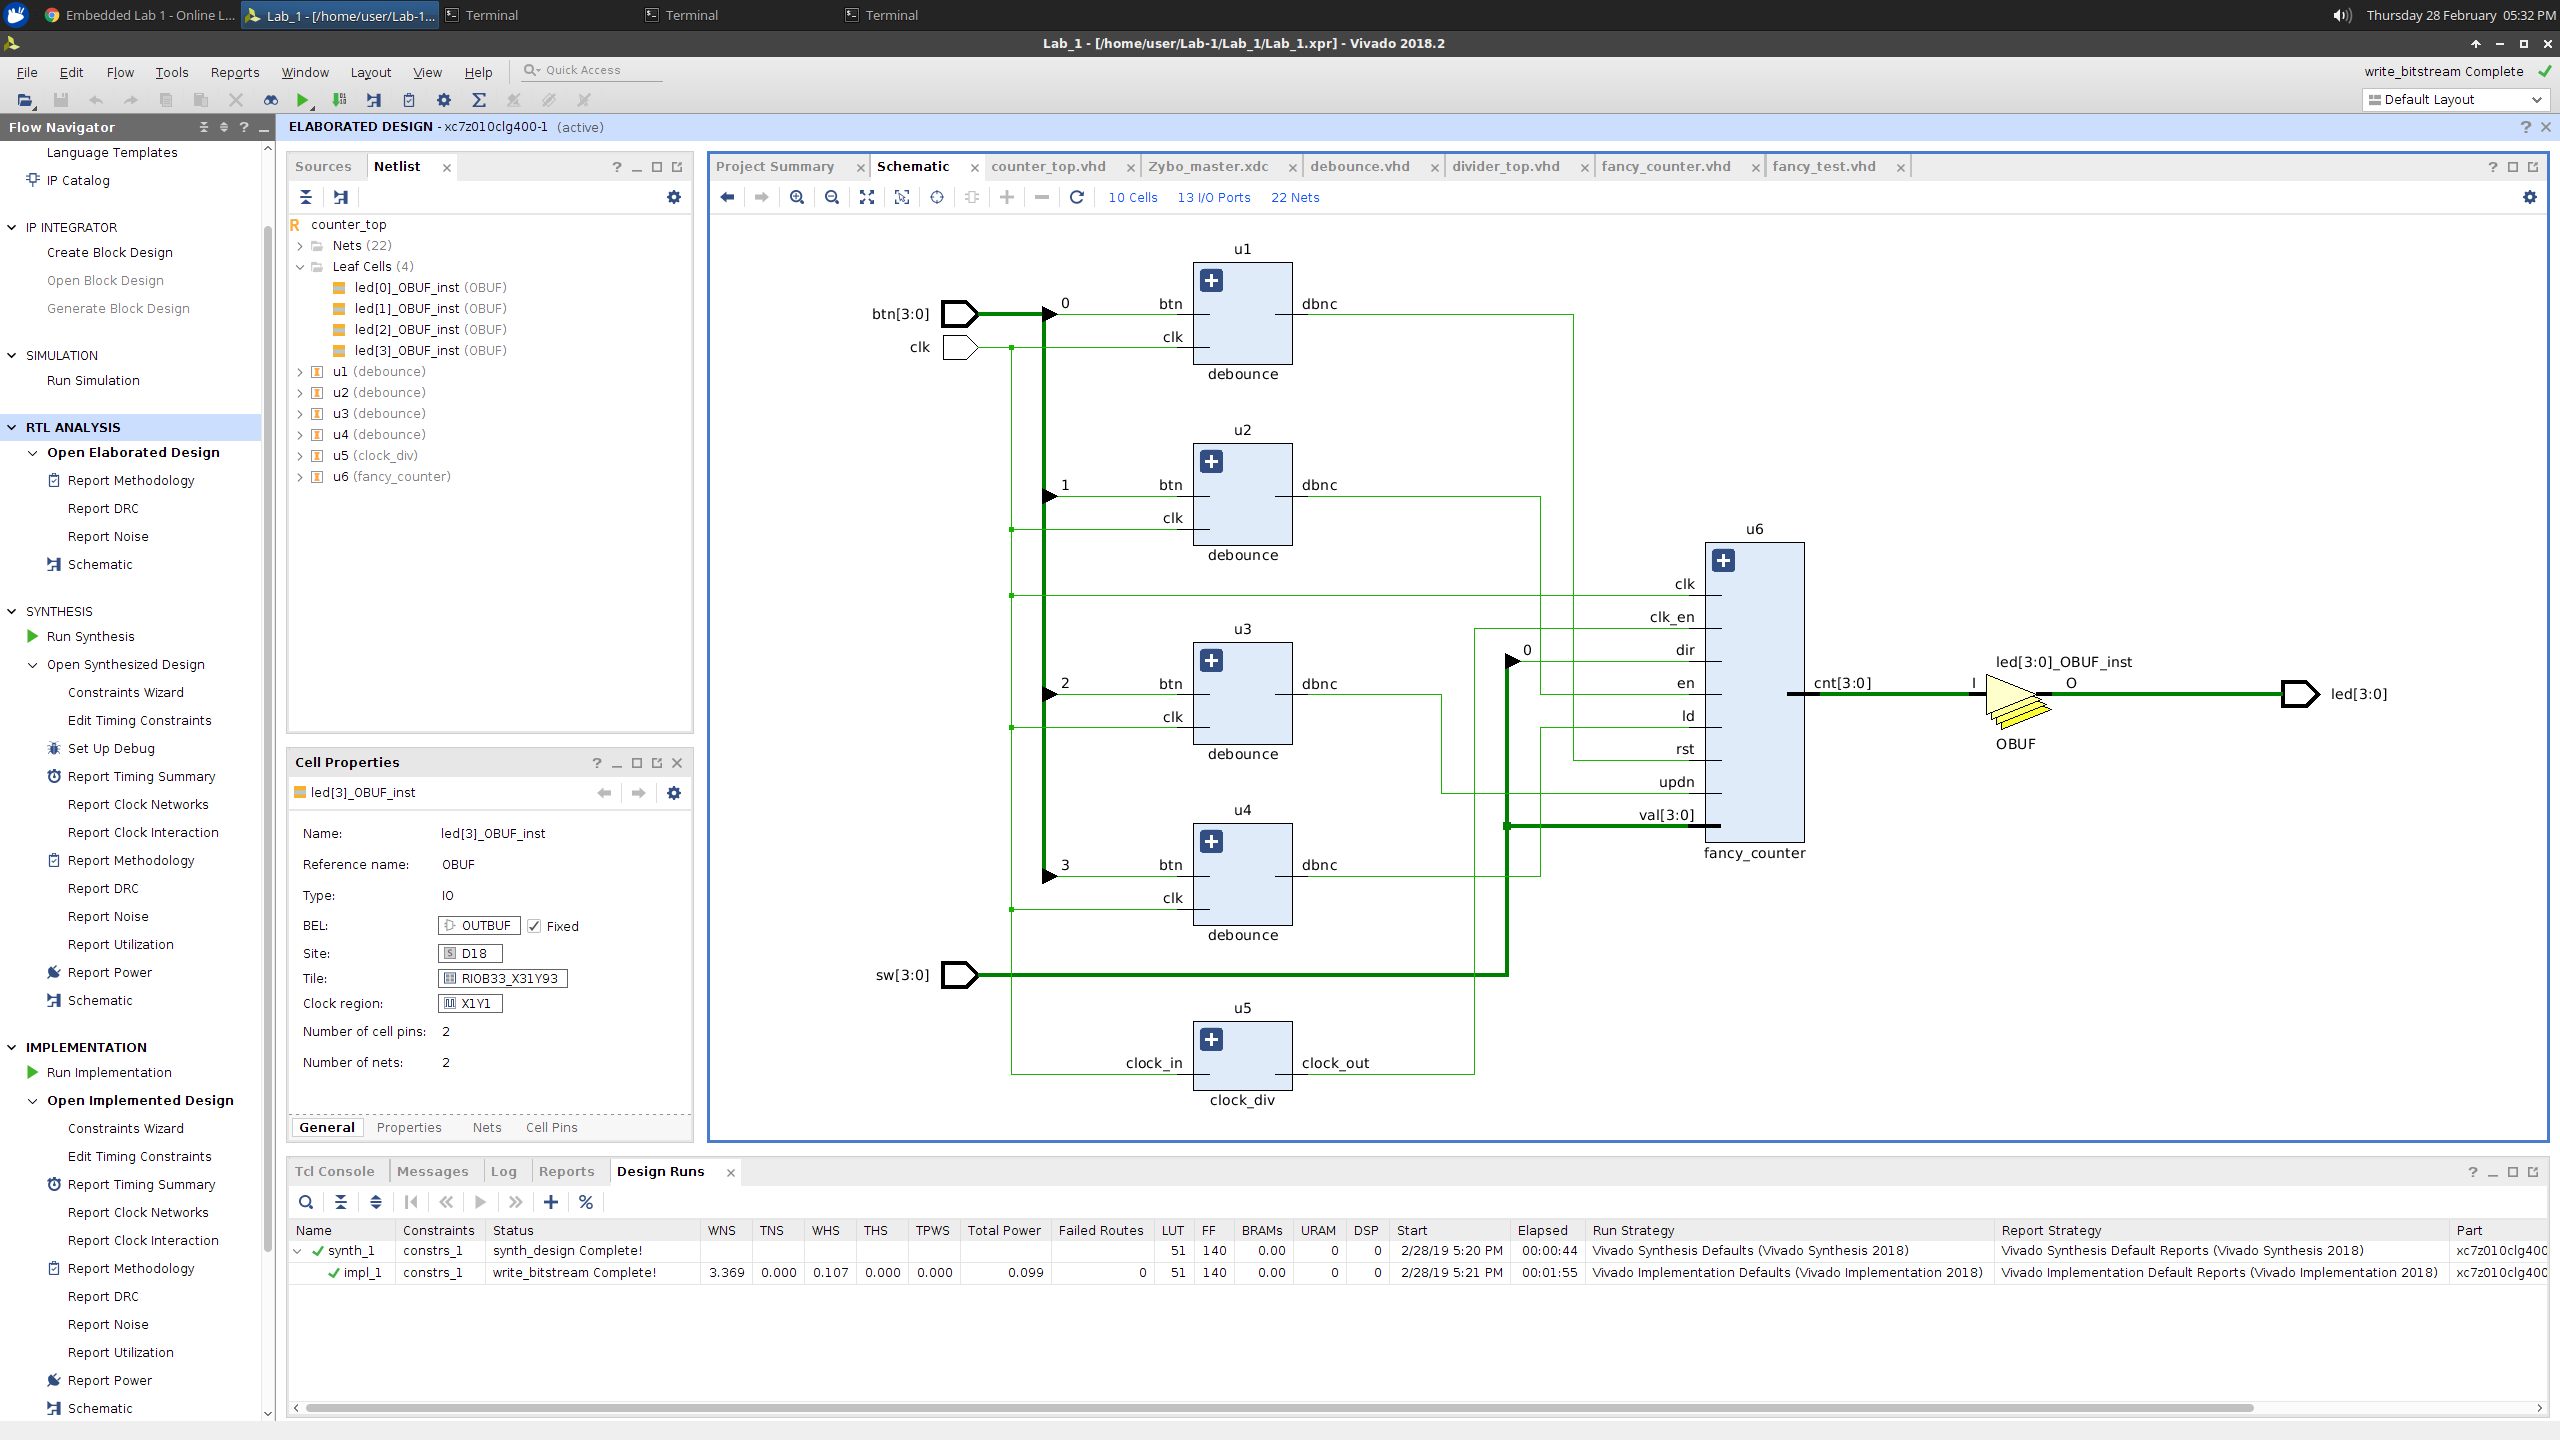 Embedded Lab 1 - Online L...
Lab_1 - [/home/user/Lab-1...
Terminal
Terminal
Terminal
Thursday 28 February 05:32 PM
Lab_1 - [/home/user/Lab-1/Lab_1/Lab_1.xpr] - Vivado 2018.2
File Edit Flow Tools Reports Window Layout View Help
Quick Access
write_bitstream Complete
Default Layout
Flow Navigator
Language Templates
IP Catalog
IP INTEGRATOR
Create Block Design
Open Block Design
Generate Block Design
SIMULATION
Run Simulation
RTL ANALYSIS
Open Elaborated Design
Report Methodology
Report DRC
Report Noise
Schematic
SYNTHESIS
Run Synthesis
Open Synthesized Design
Constraints Wizard
Edit Timing Constraints
Set Up Debug
Report Timing Summary
Report Clock Networks
Report Clock Interaction
Report Methodology
Report DRC
Report Noise
Report Utilization
Report Power
Schematic
IMPLEMENTATION
Run Implementation
Open Implemented Design
Constraints Wizard
Edit Timing Constraints
Report Timing Summary
Report Clock Networks
Report Clock Interaction
Report Methodology
Report DRC
Report Noise
Report Utilization
Report Power
Schematic
ELABORATED DESIGN - xc7z010clg400-1 (active)
Sources Netlist
counter_top
Nets (22)
Leaf Cells (4)
led[0]_OBUF_inst (OBUF)
led[1]_OBUF_inst (OBUF)
led[2]_OBUF_inst (OBUF)
led[3]_OBUF_inst (OBUF)
u1 (debounce)
u2 (debounce)
u3 (debounce)
u4 (debounce)
u5 (clock_div)
u6 (fancy_counter)
Cell Properties
led[3]_OBUF_inst
Name: led[3]_OBUF_inst
Reference name: OBUF
Type: IO
BEL: OUTBUF Fixed
Site: D18
Tile: RIOB33_X31Y93
Clock region: X1Y1
Number of cell pins: 2
Number of nets: 2
General Properties Nets Cell Pins
Project Summary Schematic counter_top.vhd Zybo_master.xdc debounce.vhd divider_top.vhd fancy_counter.vhd fancy_test.vhd
10 Cells 13 I/O Ports 22 Nets
u1
btn[3:0] 0 btn dbnc
clk clk
debounce
u2
1 btn dbnc
clk
debounce
u6
clk
clk_en
u3
0 dir
led[3:0]_OBUF_inst
2 btn dbnc en cnt[3:0] I O led[3:0]
clk ld
OBUF
debounce rst
updn
u4
val[3:0]
fancy_counter
3 btn dbnc
clk
debounce
sw[3:0]
u5
clock_in clock_out
clock_div
Tcl Console Messages Log Reports Design Runs
Name Constraints Status WNS TNS WHS THS TPWS Total Power Failed Routes LUT FF BRAMs URAM DSP Start Elapsed Run Strategy Report Strategy Part
synth_1 constrs_1 synth_design Complete! 51 140 0.00 0 0 2/28/19 5:20 PM 00:00:44 Vivado Synthesis Defaults (Vivado Synthesis 2018) Vivado Synthesis Default Reports (Vivado Synthesis 2018) xc7z010clg400
impl_1 constrs_1 write_bitstream Complete! 3.369 0.000 0.107 0.000 0.000 0.099 0 51 140 0.00 0 0 2/28/19 5:21 PM 00:01:55 Vivado Implementation Defaults (Vivado Implementation 2018) Vivado Implementation Default Reports (Vivado Implementation 2018) xc7z010clg400